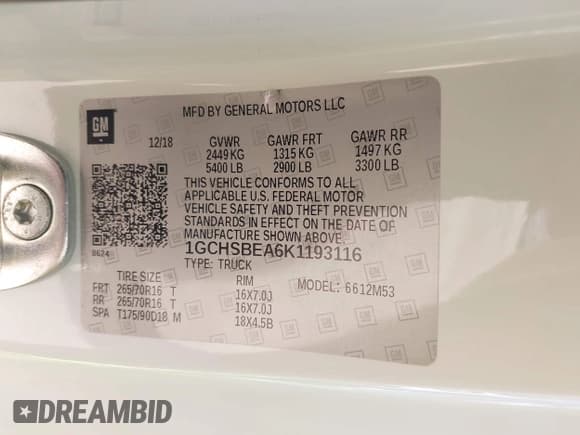 GM
MFD BY GENERAL MOTORS LLC
12/18 GVWR GAWR FRT GAWR RR
2449 KG 1315 KG 1497 KG
5400 LB 2900 LB 3300 LB
THIS VEHICLE CONFORMS TO ALL
APPLICABLE U.S. FEDERAL MOTOR
VEHICLE SAFETY AND THEFT PREVENTION
STANDARDS IN EFFECT ON THE DATE OF
MANUFACTURE SHOWN ABOVE.
8624
1GCHSBEA6K1193116
TYPE: TRUCK
TIRE SIZE RIM MODEL: 6612M53
FRT 265/70R16 T 16X7.0J
RR 265/70R16 T 16X7.0J
SPA T175/90D18 M 18X4.5B
DREAMBID